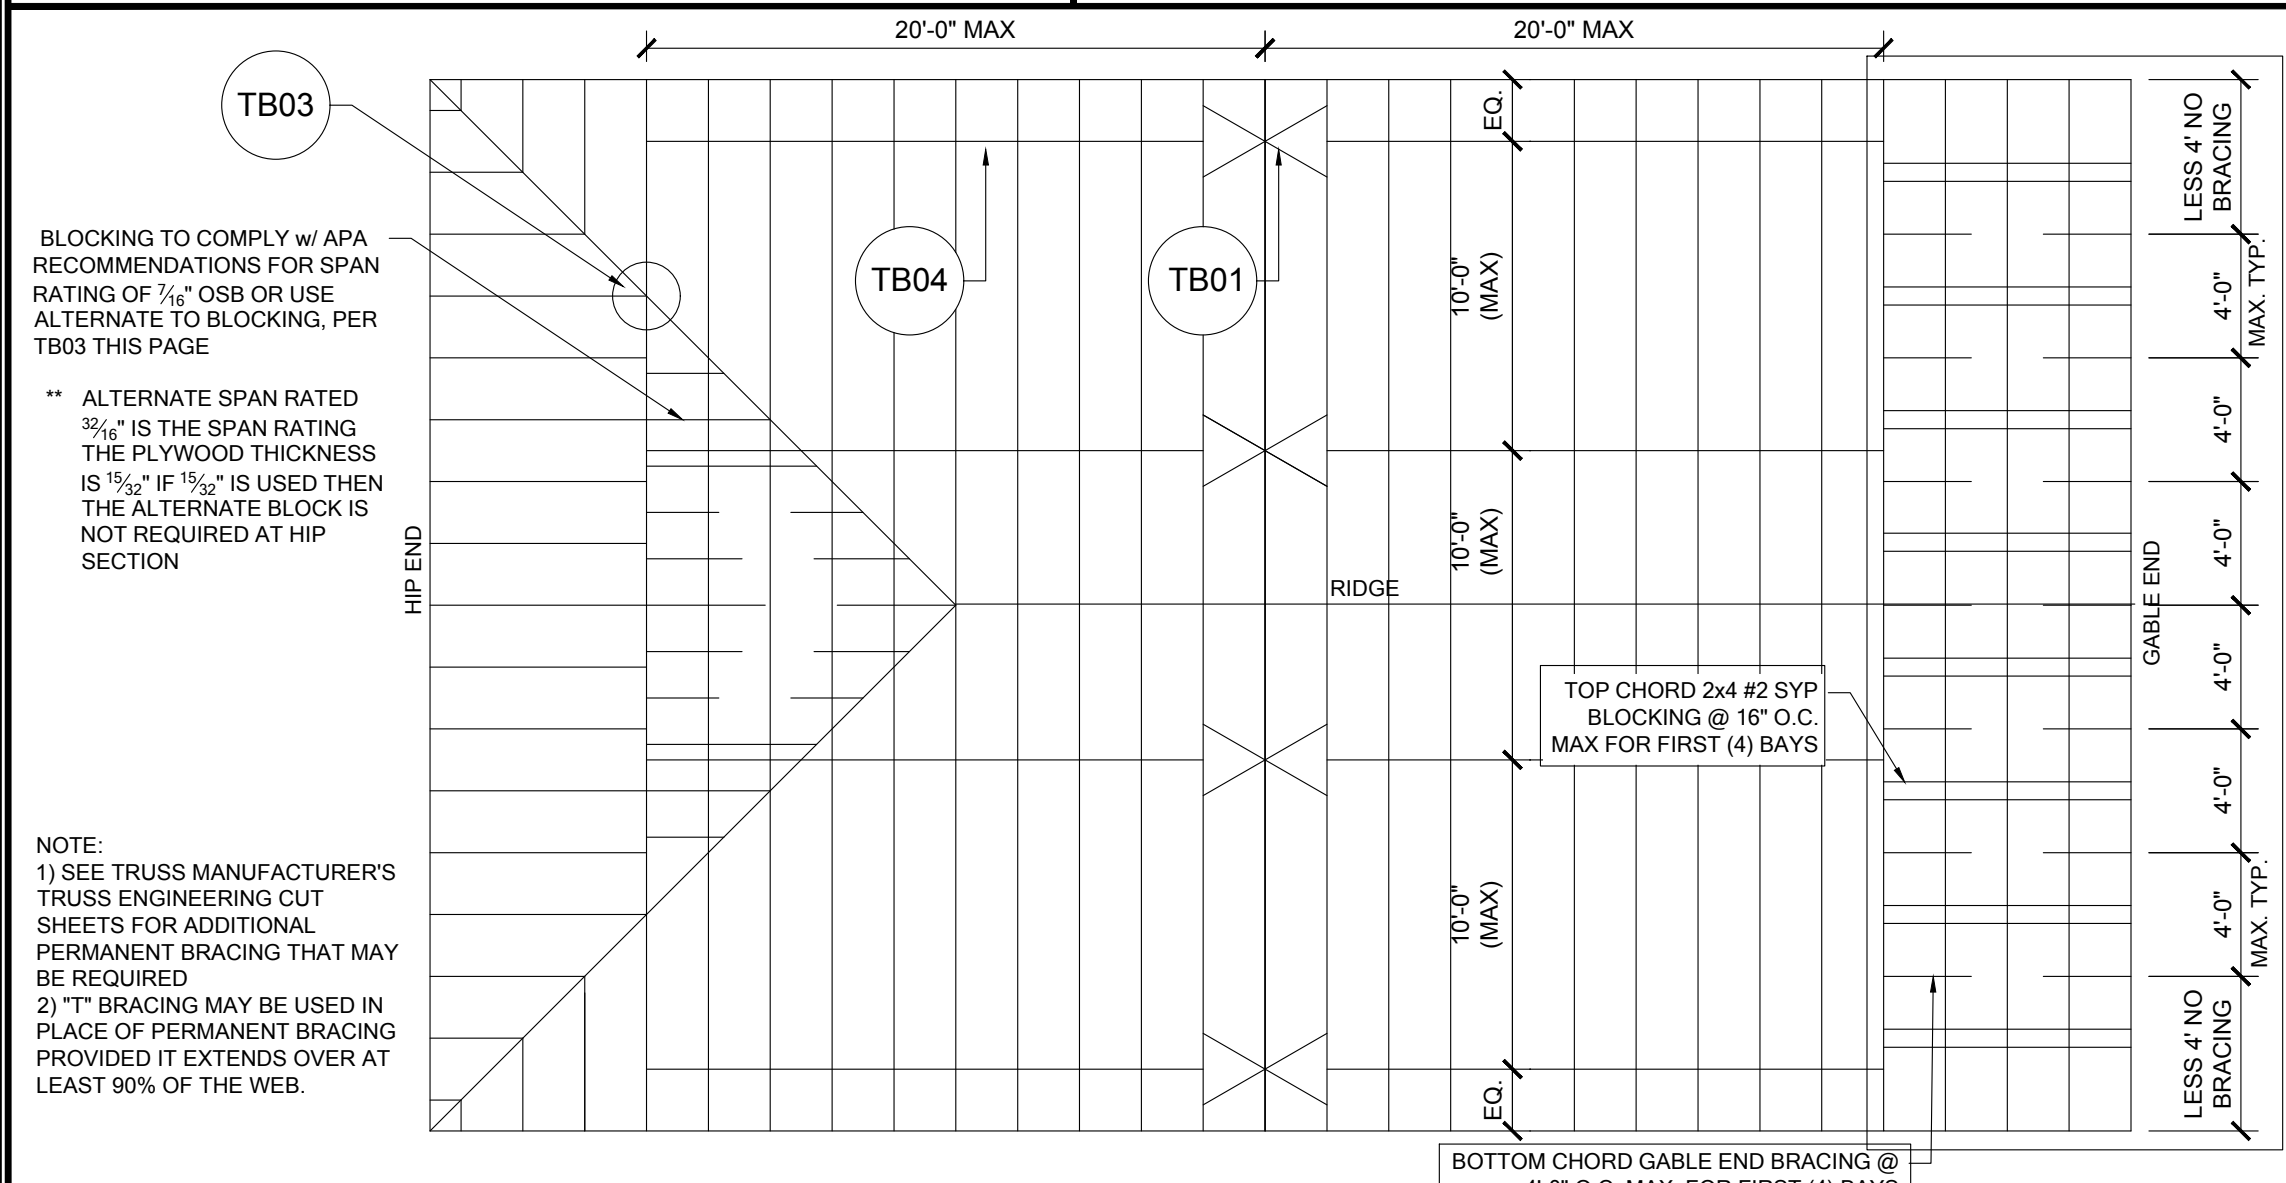 20'-0" MAX
20'-0" MAX
TB03
BLOCKING TO COMPLY w/ APA
RECOMMENDATIONS FOR SPAN
RATING OF 7/16" OSB OR USE
ALTERNATE TO BLOCKING, PER
TB03 THIS PAGE
** ALTERNATE SPAN RATED
32/16" IS THE SPAN RATING
THE PLYWOOD THICKNESS
IS 15/32" IF 15/32" IS USED THEN
THE ALTERNATE BLOCK IS
NOT REQUIRED AT HIP
SECTION
NOTE:
1) SEE TRUSS MANUFACTURER'S
TRUSS ENGINEERING CUT
SHEETS FOR ADDITIONAL
PERMANENT BRACING THAT MAY
BE REQUIRED
2) "T" BRACING MAY BE USED IN
PLACE OF PERMANENT BRACING
PROVIDED IT EXTENDS OVER AT
LEAST 90% OF THE WEB.
HIP END
TB04
TB01
RIDGE
EQ.
10'-0"
(MAX)
10'-0"
(MAX)
10'-0"
(MAX)
EQ.
TOP CHORD 2x4 #2 SYP
BLOCKING @ 16" O.C.
MAX FOR FIRST (4) BAYS
GABLE END
LESS 4' NO
BRACING
4'-0"
MAX. TYP.
4'-0"
4'-0"
4'-0"
4'-0"
4'-0"
MAX. TYP.
LESS 4' NO
BRACING
BOTTOM CHORD GABLE END BRACING @
4'-0" O.C. MAX. FOR FIRST (4) BAYS